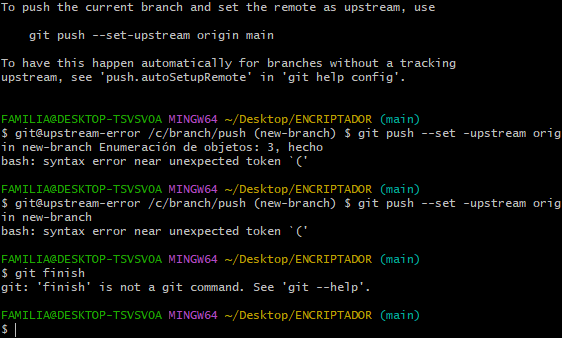 To push the current branch and set the remote as upstream, use
git push --set-upstream origin main
To have this happen automatically for branches without a tracking
upstream, see 'push.autoSetupRemote' in 'git help config'.
FAMILIA@DESKTOP-TSVSVOA MINGW64 ~/Desktop/ENCRIPTADOR (main)
$ git@upstream-error /c/branch/push (new-branch) $ git push --set -upstream orig
in new-branch Enumeración de objetos: 3, hecho
bash: syntax error near unexpected token `('
FAMILIA@DESKTOP-TSVSVOA MINGW64 ~/Desktop/ENCRIPTADOR (main)
$ git@upstream-error /c/branch/push (new-branch) $ git push --set -upstream orig
in new-branch
bash: syntax error near unexpected token `('
FAMILIA@DESKTOP-TSVSVOA MINGW64 ~/Desktop/ENCRIPTADOR (main)
$ git finish
git: 'finish' is not a git command. See 'git --help'.
FAMILIA@DESKTOP-TSVSVOA MINGW64 ~/Desktop/ENCRIPTADOR (main)
$